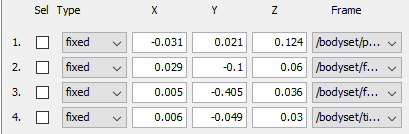 Sel Type X Y Z Frame
1. fixed -0.031 0.021 0.124 /bodyset/p...
2. fixed 0.029 -0.1 0.06 /bodyset/f...
3. fixed 0.005 -0.405 0.036 /bodyset/f...
4. fixed 0.006 -0.049 0.03 /bodyset/ti...